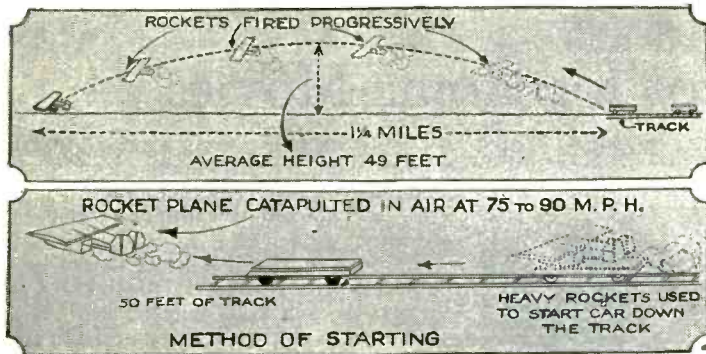 ROCKETS FIRED PROGRESSIVELY
1¼ MILES
TRACK
AVERAGE HEIGHT 49 FEET
ROCKET PLANE CATAPULTED IN AIR AT 75 TO 90 M. P. H.
50 FEET OF TRACK
HEAVY ROCKETS USED
TO START CAR DOWN
THE TRACK
METHOD OF STARTING